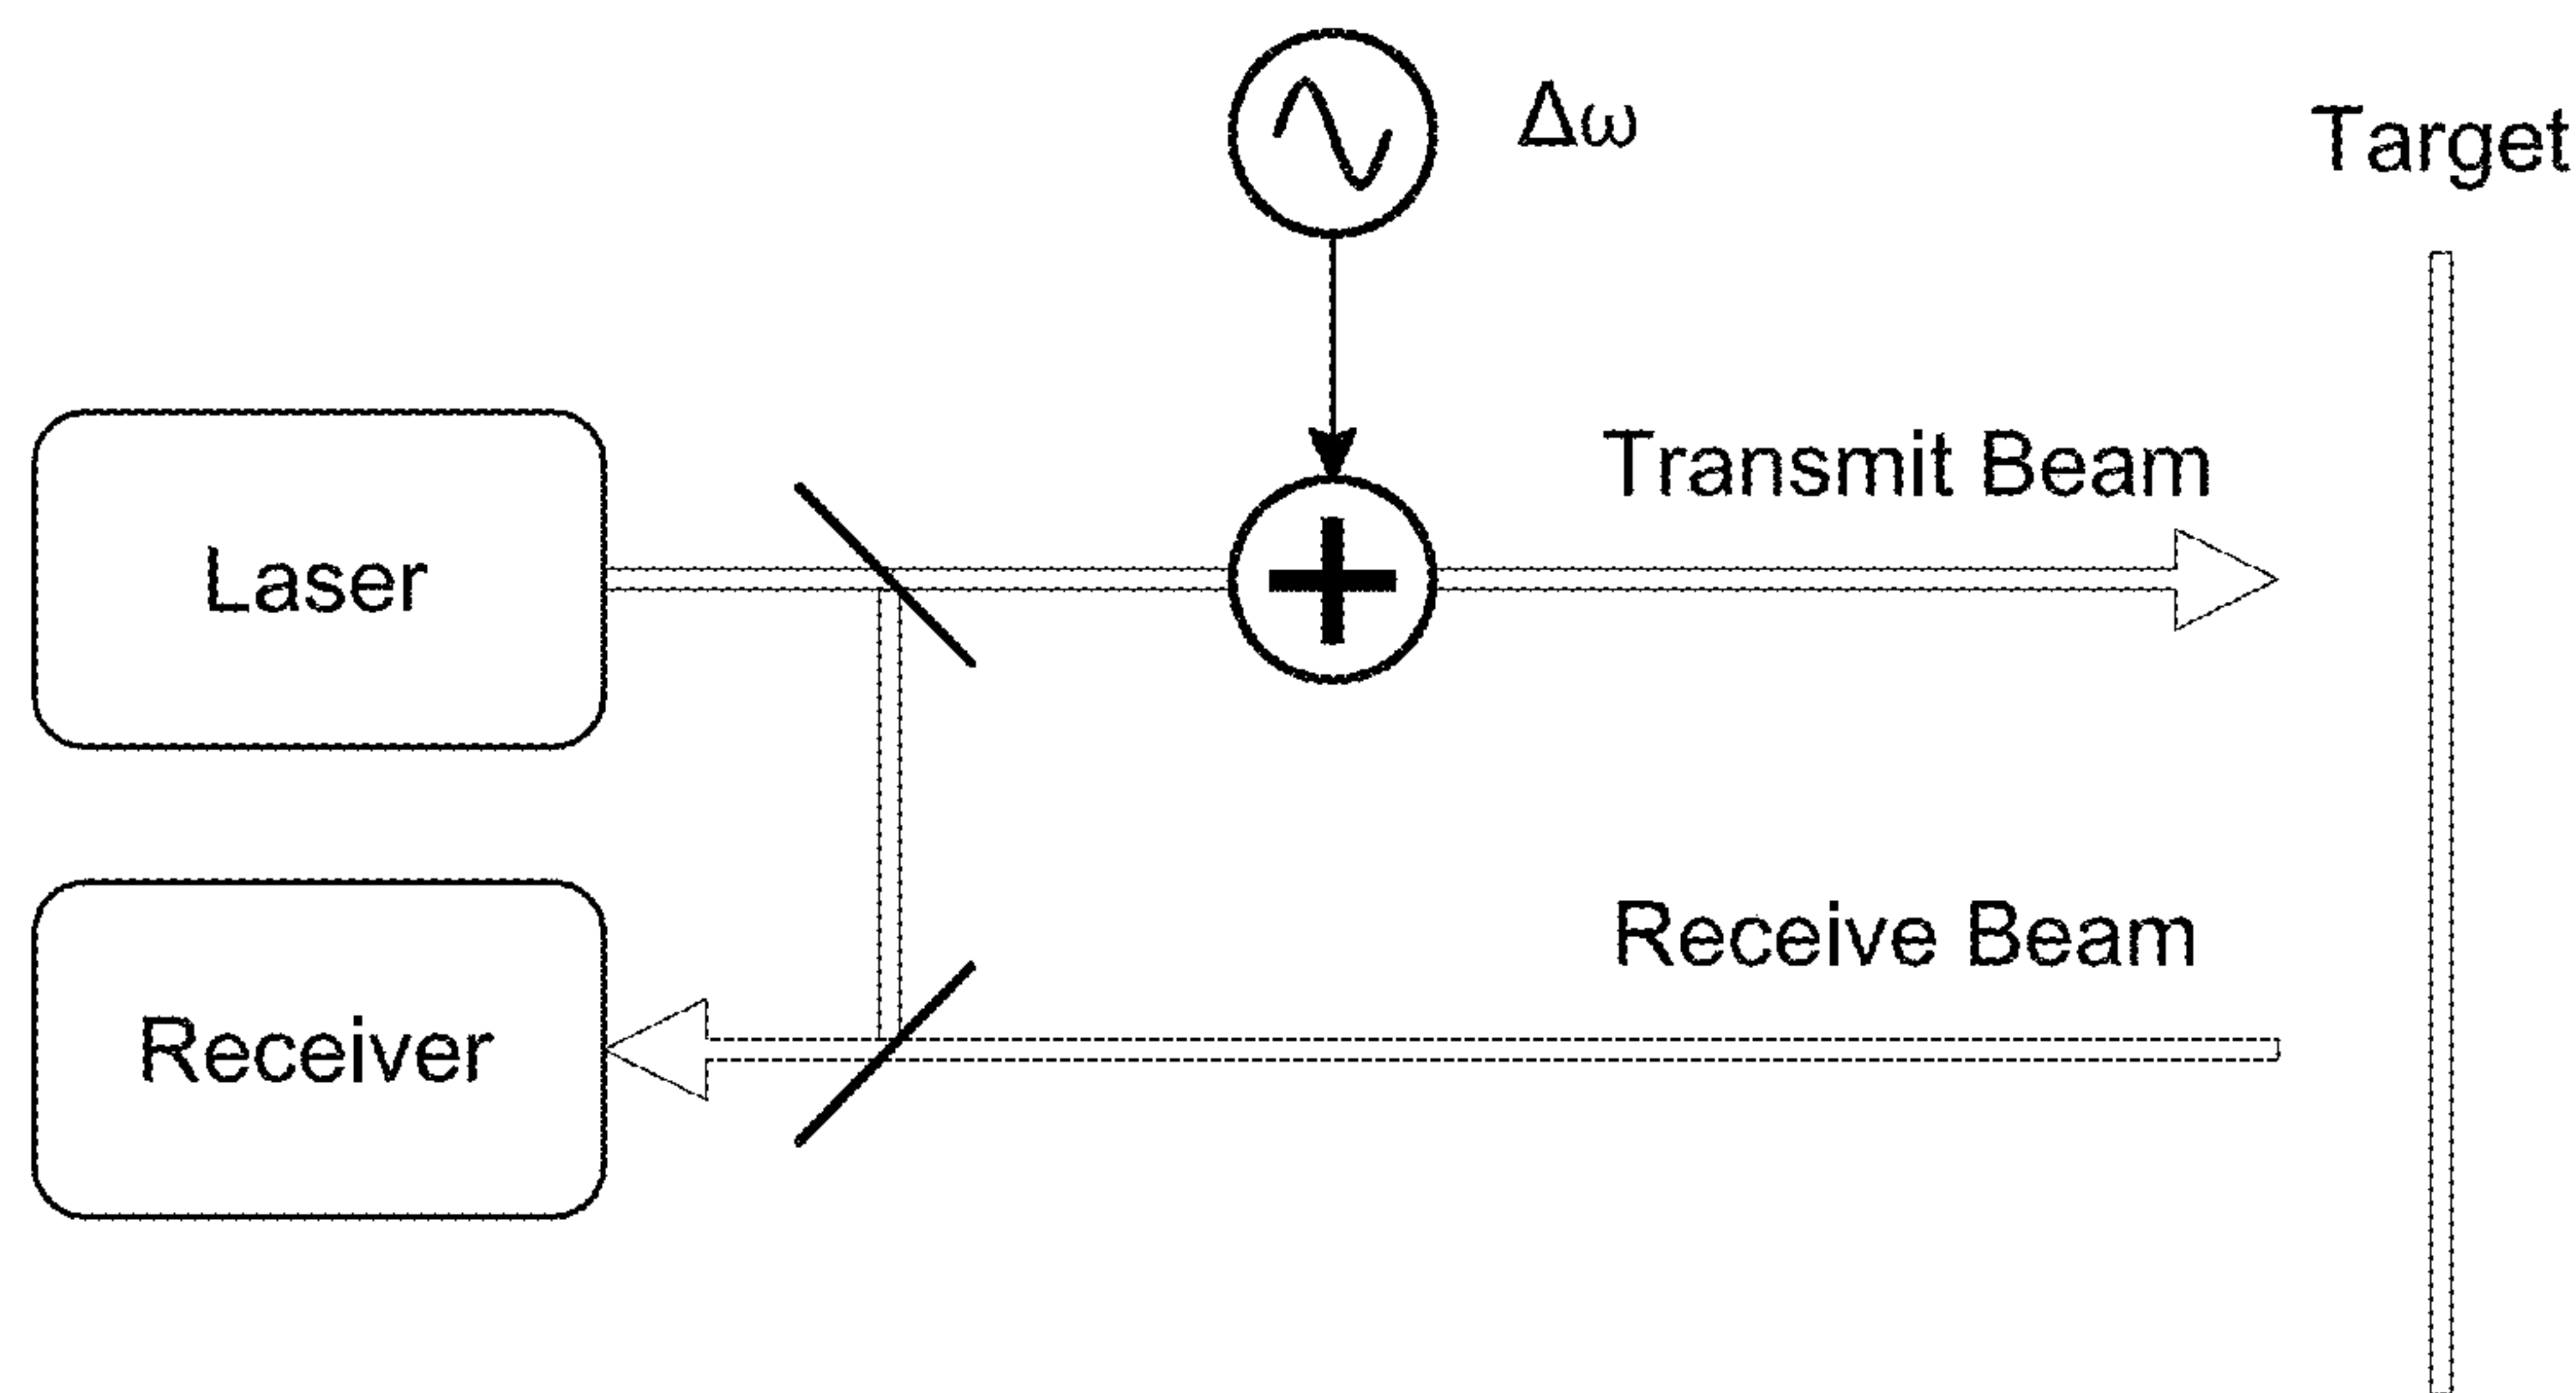 Δω
Target
Transmit Beam
Laser
Receive Beam
Receiver